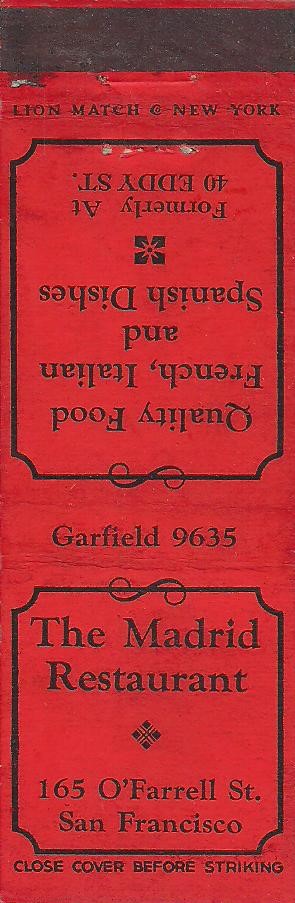 LION MATCH C NEW YORK
Quality Food
French, Italian
and
Spanish Dishes
Formerly At
40 EDDY ST.
Garfield 9635
The Madrid
Restaurant
165 O'Farrell St.
San Francisco
CLOSE COVER BEFORE STRIKING